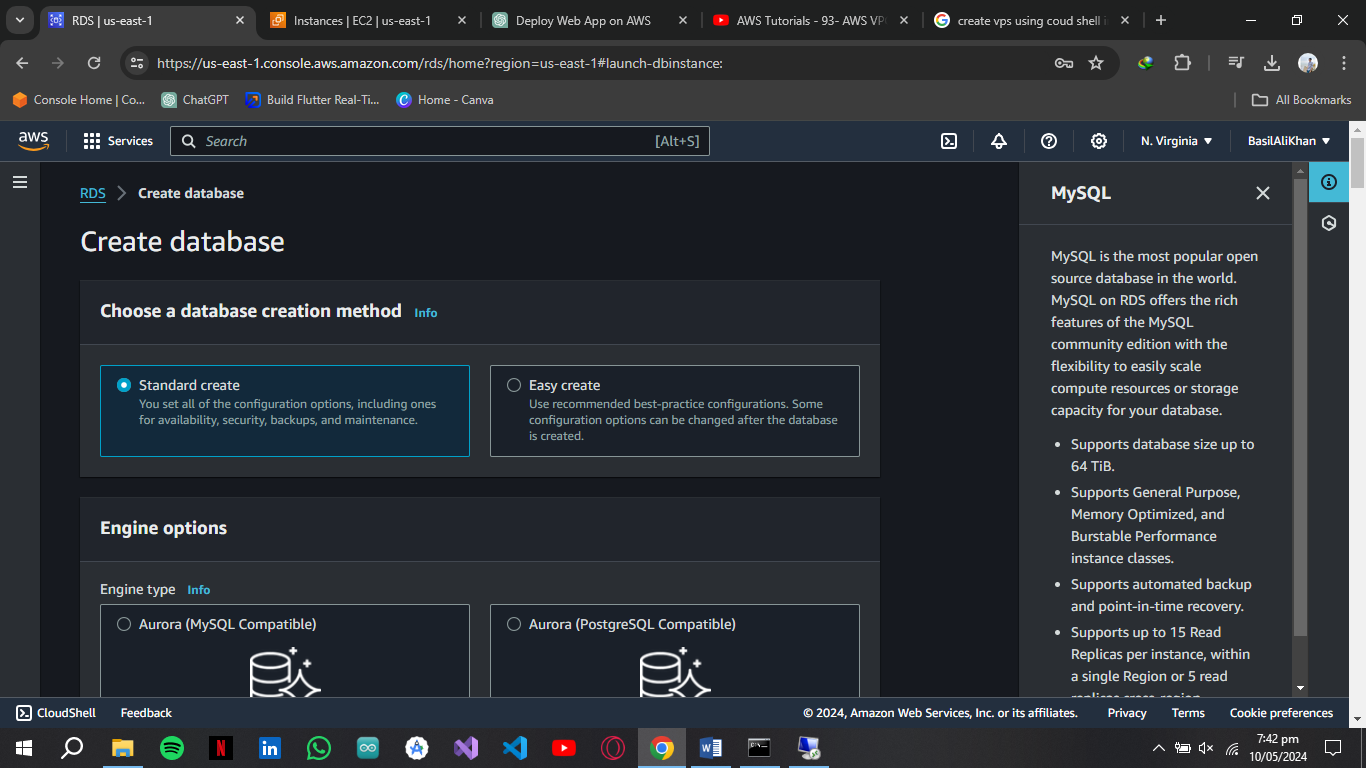 RDS | us-east-1
Instances | EC2 | us-east-1
Deploy Web App on AWS
AWS Tutorials - 93- AWS VP
create vps using coud shell i
https://us-east-1.console.aws.amazon.com/rds/home?region=us-east-1#launch-dbinstance:
Console Home | Co...
ChatGPT
Build Flutter Real-Ti...
Home - Canva
All Bookmarks
aws
Services
Search
[Alt+S]
N. Virginia
BasilAliKhan
RDS
Create database
Create database
Choose a database creation method
Info
Standard create
You set all of the configuration options, including ones
for availability, security, backups, and maintenance.
Easy create
Use recommended best-practice configurations. Some
configuration options can be changed after the database
is created.
Engine options
Engine type
Info
Aurora (MySQL Compatible)
Aurora (PostgreSQL Compatible)
MySQL
MySQL is the most popular open
source database in the world.
MySQL on RDS offers the rich
features of the MySQL
community edition with the
flexibility to easily scale
compute resources or storage
capacity for your database.
• Supports database size up to
64 TiB.
• Supports General Purpose,
Memory Optimized, and
Burstable Performance
instance classes.
• Supports automated backup
and point-in-time recovery.
• Supports up to 15 Read
Replicas per instance, within
a single Region or 5 read
replicas cross-region.
CloudShell
Feedback
© 2024, Amazon Web Services, Inc. or its affiliates.
Privacy
Terms
Cookie preferences
7:42 pm
10/05/2024